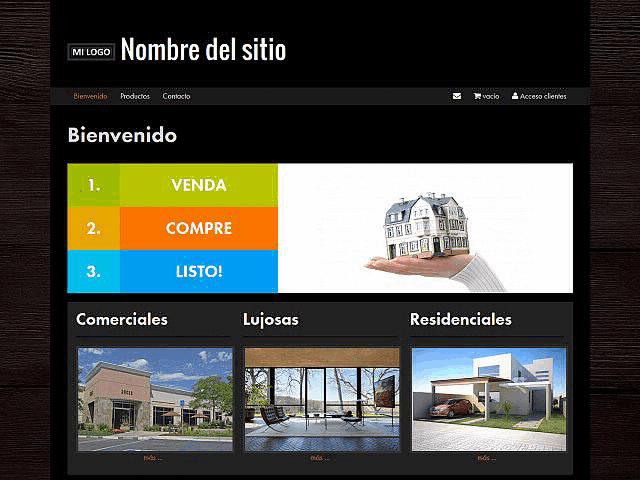 MI LOGO Nombre del sitio
Bienvenido Productos Contacto vacío Acceso clientes
Bienvenido
1. VENDA
2. COMPRE
3. LISTO!
Comerciales Lujosas Residenciales
más ... más ... más ...